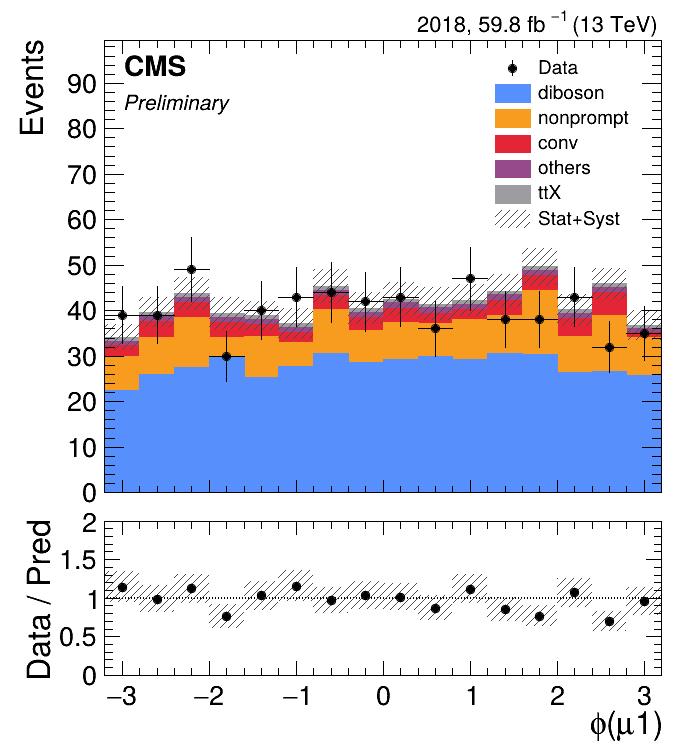 2018, 59.8 fb⁻¹ (13 TeV)
Events
CMS
Preliminary
Data
diboson
nonprompt
conv
others
ttX
Stat+Syst
90
80
70
60
50
40
30
20
10
0
Data / Pred
2
1.5
1
0.5
0
−3 −2 −1 0 1 2 3
ϕ(μ1)